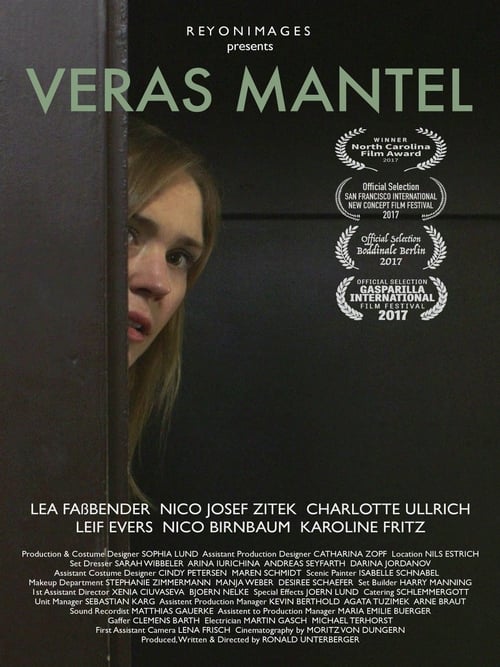 REYONIMAGES
presents
VERAS MANTEL
WINNER
North Carolina
Film Award
2017
Official Selection
SAN FRANCISCO INTERNATIONAL
NEW CONCEPT FILM FESTIVAL
2017
Official Selection
Boddinale Berlin
2017
OFFICIAL SELECTION
GASPARILLA
INTERNATIONAL
FILM FESTIVAL
2017
LEA FAßBENDER NICO JOSEF ZITEK CHARLOTTE ULLRICH
LEIF EVERS NICO BIRNBAUM KAROLINE FRITZ
Production & Costume Designer SOPHIA LUND Assistant Production Designer CATHARINA ZOPF Location NILS ESTRICH
Set Dresser SARAH WIBBELER ARINA IURICHINA ANDREAS SEYFARTH DARINA JORDANOV
Assistant Costume Designer CINDY PETERSEN MAREN SCHMIDT Scenic Painter ISABELLE SCHNABEL
Makeup Department STEPHANIE ZIMMERMANN MANJA WEBER DESIREE SCHAEFER Set Builder HARRY MANNING
1st Assistant Director XENIA CIUVASEVA BJOERN NELKE Special Effects JOERN LUND Catering SCHLEMMERGOTT
Unit Manager SEBASTIAN KARG Assistent Production Manager KEVIN BERTHOLD AGATA TUZIMEK ARNE BRAUT
Sound Recordist MATTHIAS GAUERKE Assistent to Production Manager MARIA EMILIE BUERGER
Gaffer CLEMENS BARTH Electrician MARTIN GASCH MICHAEL TERHORST
First Assistant Camera LENA FRISCH Cinematography by MORITZ VON DUNGERN
Produced, Written & Directed by RONALD UNTERBERGER